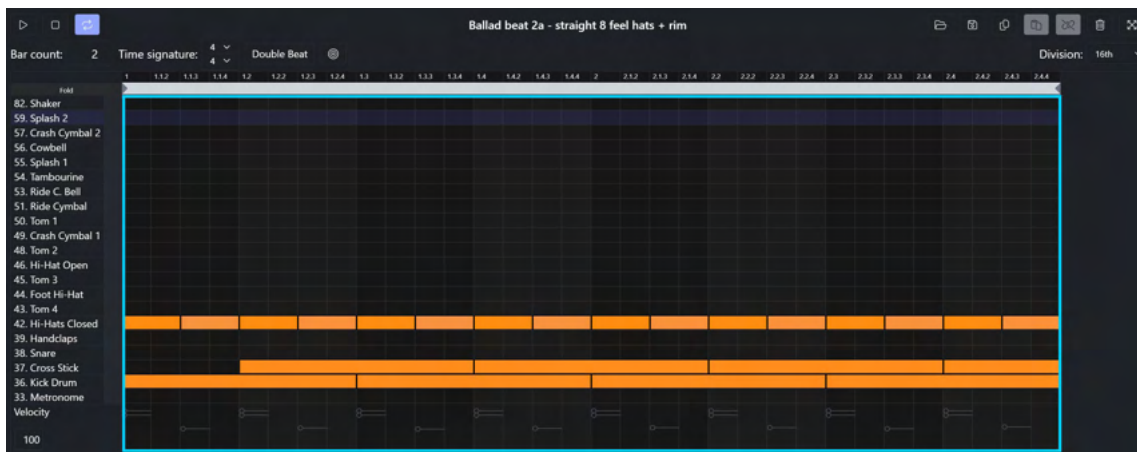 Ballad beat 2a - straight 8 feel hats + rim
Bar count: 2 Time signature: 4 4 Double Beat Division: 16th
1 1.1.2 1.1.3 1.1.4 1.2 1.2.2 1.2.3 1.2.4 1.3 1.3.2 1.3.3 1.3.4 1.4 1.4.2 1.4.3 1.4.4 2 2.1.2 2.1.3 2.1.4 2.2 2.2.2 2.2.3 2.2.4 2.3 2.3.2 2.3.3 2.3.4 2.4 2.4.2 2.4.3 2.4.4
Fold
82. Shaker
59. Splash 2
57. Crash Cymbal 2
56. Cowbell
55. Splash 1
54. Tambourine
53. Ride C. Bell
51. Ride Cymbal
50. Tom 1
49. Crash Cymbal 1
48. Tom 2
46. Hi-Hat Open
45. Tom 3
44. Foot Hi-Hat
43. Tom 4
42. Hi-Hats Closed
39. Handclaps
38. Snare
37. Cross Stick
36. Kick Drum
33. Metronome
Velocity
100